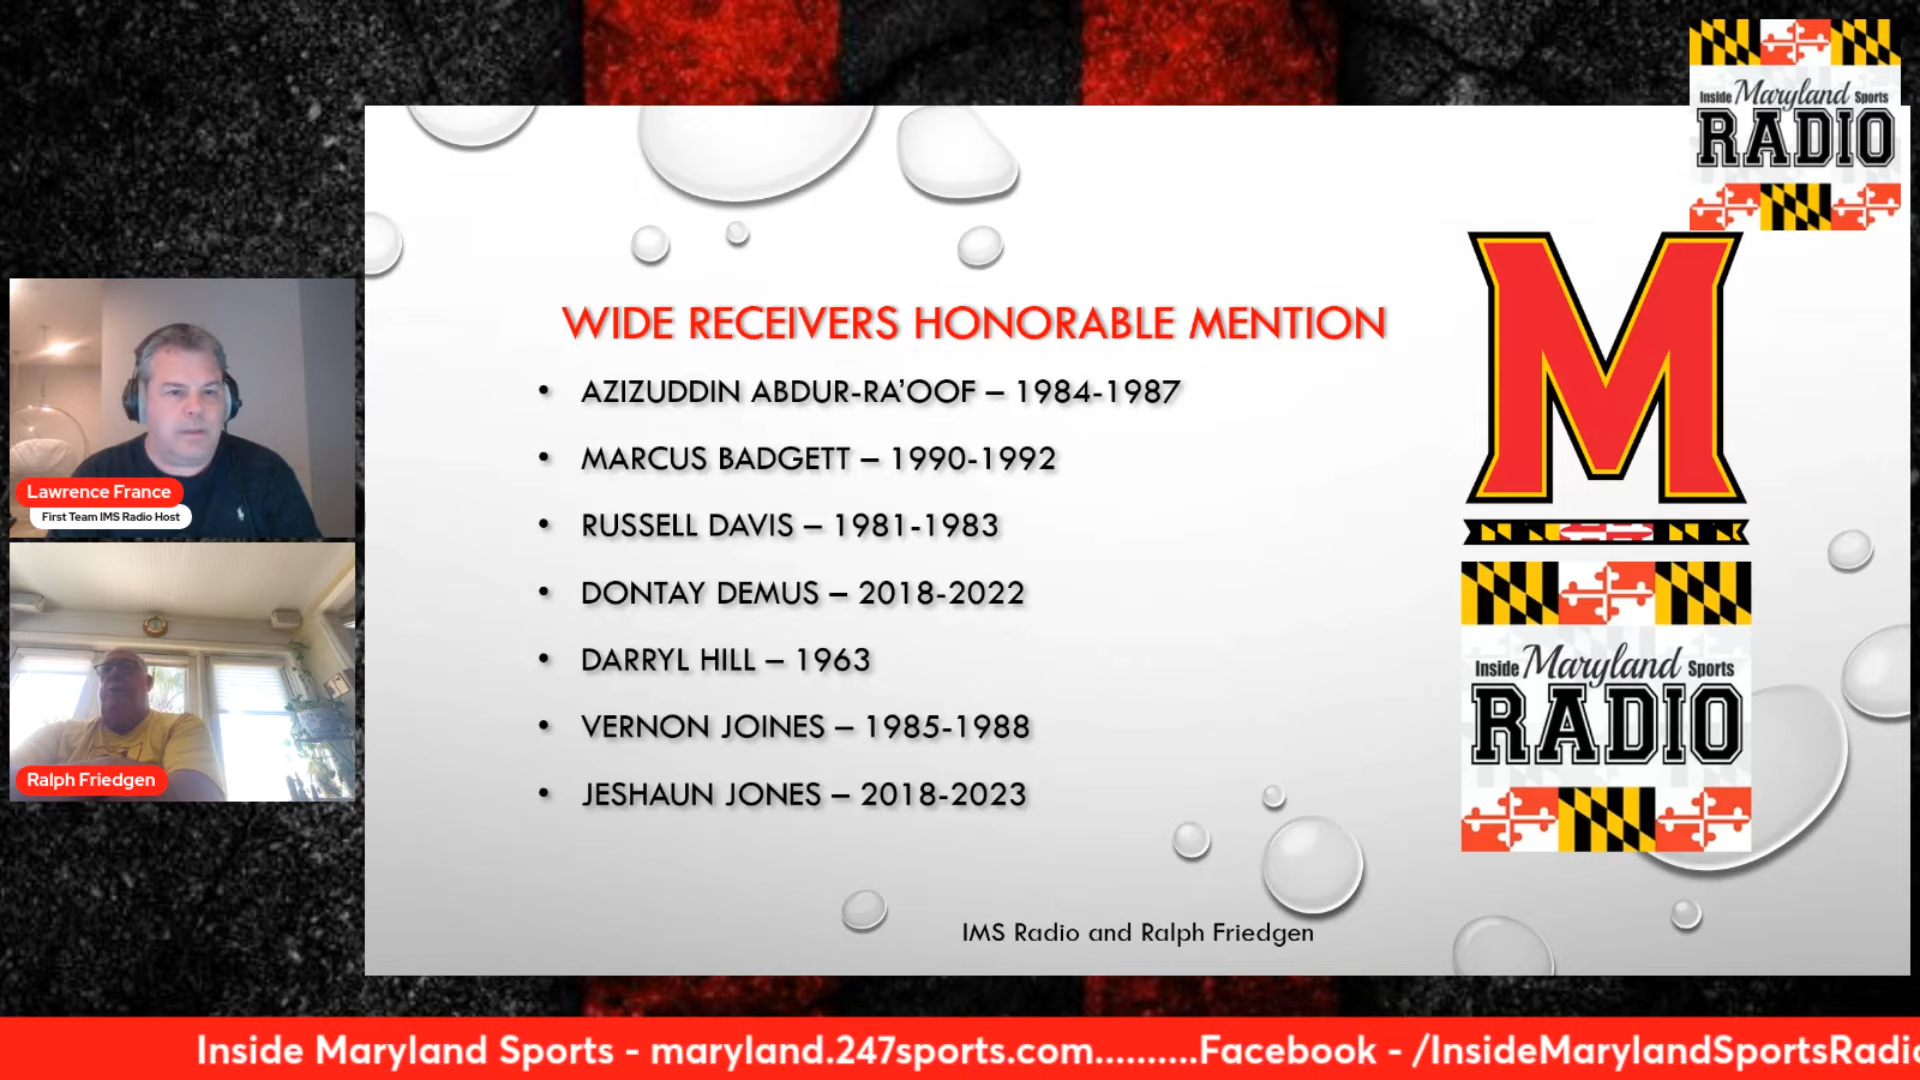 Inside Maryland Sports
RADIO
WIDE RECEIVERS HONORABLE MENTION
• AZIZUDDIN ABDUR-RA’OOF – 1984-1987
• MARCUS BADGETT – 1990-1992
• RUSSELL DAVIS – 1981-1983
• DONTAY DEMUS – 2018-2022
• DARRYL HILL – 1963
• VERNON JOINES – 1985-1988
• JESHAUN JONES – 2018-2023
IMS Radio and Ralph Friedgen
M
Inside Maryland Sports
RADIO
Lawrence France
First Team IMS Radio Host
Ralph Friedgen
Inside Maryland Sports - maryland.247sports.com..........Facebook - /InsideMarylandSportsRadio